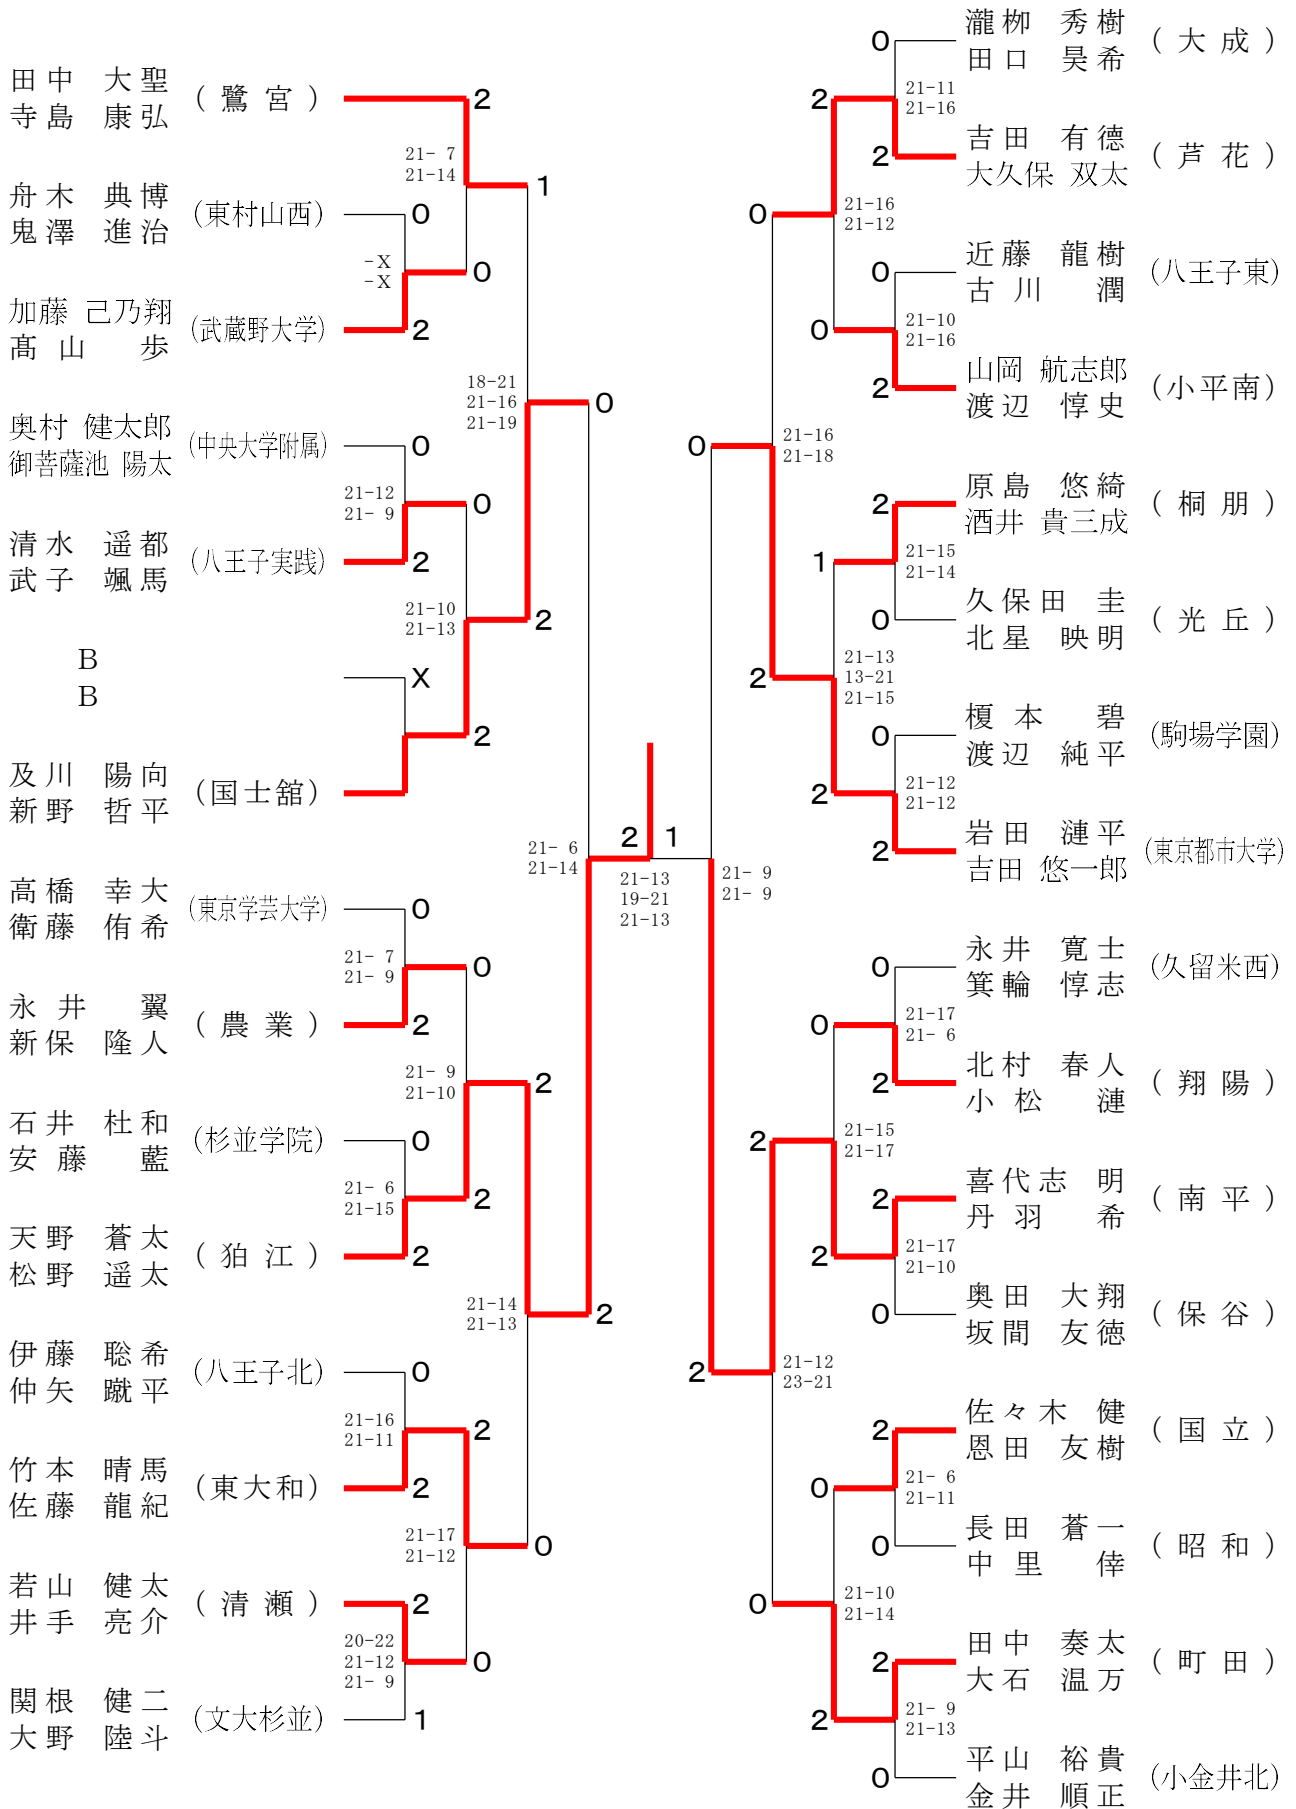 田中 大聖
寺島 康弘
(鷺宮)
2
21- 7
21-14
1
舟木 典博
鬼澤 進治
(東村山西)
0
-X
-X
0
加藤 己乃翔
髙山 歩
(武蔵野大学)
2
18-21
21-16
21-19
0
奥村 健太郎
御菩薩池 陽太
(中央大学附属)
0
21-12
21- 9
0
清水 遥都
武子 颯馬
(八王子実践)
2
21-10
21-13
2
B
B
X
2
及川 陽向
新野 哲平
(国士舘)
21- 6
21-14
高橋 幸大
衛藤 侑希
(東京学芸大学)
0
21- 7
21- 9
0
永井 翼
新保 隆人
(農業)
2
21- 9
21-10
2
石井 杜和
安藤 藍
(杉並学院)
0
21- 6
21-15
2
天野 蒼太
松野 遥太
(狛江)
2
21-14
21-13
2
伊藤 聡希
仲矢 蹴平
(八王子北)
0
21-16
21-11
2
竹本 晴馬
佐藤 龍紀
(東大和)
2
21-17
21-12
0
若山 健太
井手 亮介
(清瀬)
2
20-22
21-12
21- 9
0
関根 健二
大野 陸斗
(文大杉並)
1
2
1
21-13
19-21
21-13
瀧栁 秀樹
田口 昊希
(大成)
0
2
21-11
21-16
吉田 有德
大久保 双太
(芦花)
2
0
21-16
21-12
近藤 龍樹
古川 潤
(八王子東)
0
0
21-10
21-16
山岡 航志郎
渡辺 惇史
(小平南)
2
0
21-16
21-18
原島 悠綺
酒井 貴三成
(桐朋)
2
1
21-15
21-14
久保田 圭
北星 映明
(光丘)
0
2
21-13
13-21
21-15
榎本 碧
渡辺 純平
(駒場学園)
0
2
21-12
21-12
岩田 漣平
吉田 悠一郎
(東京都市大学)
2
21- 9
21- 9
永井 寛士
箕輪 惇志
(久留米西)
0
0
21-17
21- 6
北村 春人
小松 漣
(翔陽)
2
2
21-15
21-17
喜代志 明
丹羽 希
(南平)
2
2
21-17
21-10
奥田 大翔
坂間 友徳
(保谷)
0
2
21-12
23-21
佐々木 健
恩田 友樹
(国立)
2
0
21- 6
21-11
長田 蒼一
中里 倖
(昭和)
0
0
21-10
21-14
田中 奏太
大石 温万
(町田)
2
2
21- 9
21-13
平山 裕貴
金井 順正
(小金井北)
0